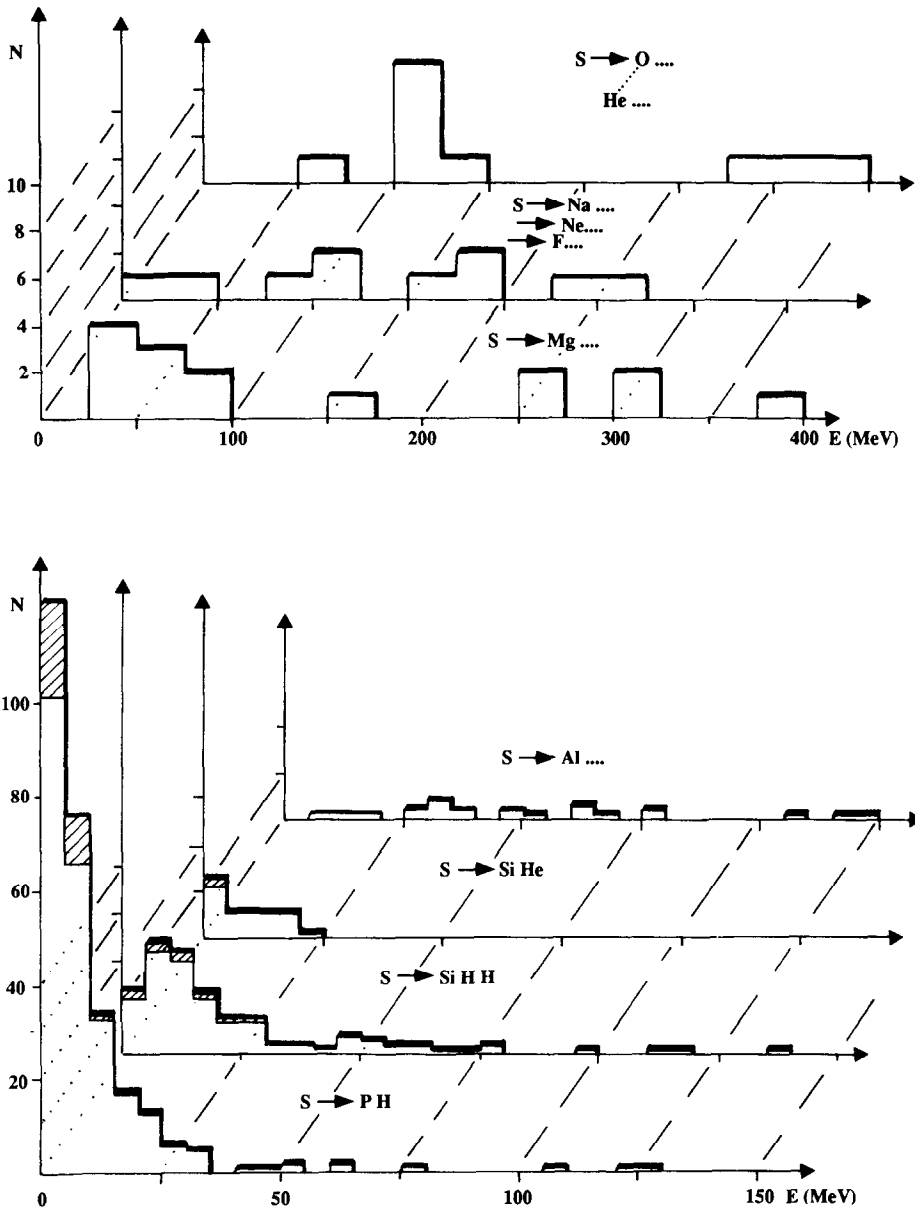 N
S → O ....
He ....
10
8
6
4
2
S → Na ....
→ Ne....
→ F....
S → Mg ....
0
100
200
300
400 E (MeV)
N
100
80
60
40
20
S → Al ....
S → Si He
S → Si H H
S → P H
0
50
100
150 E (MeV)